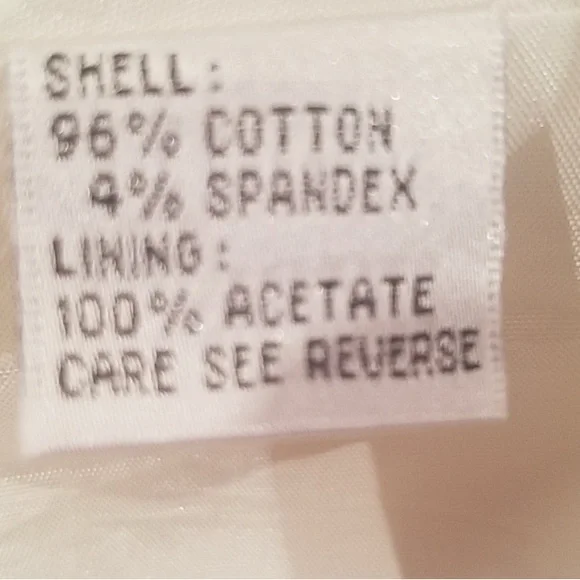 SHELL:
96% COTTON
4% SPANDEX
LINING:
100% ACETATE
CARE SEE REVERSE